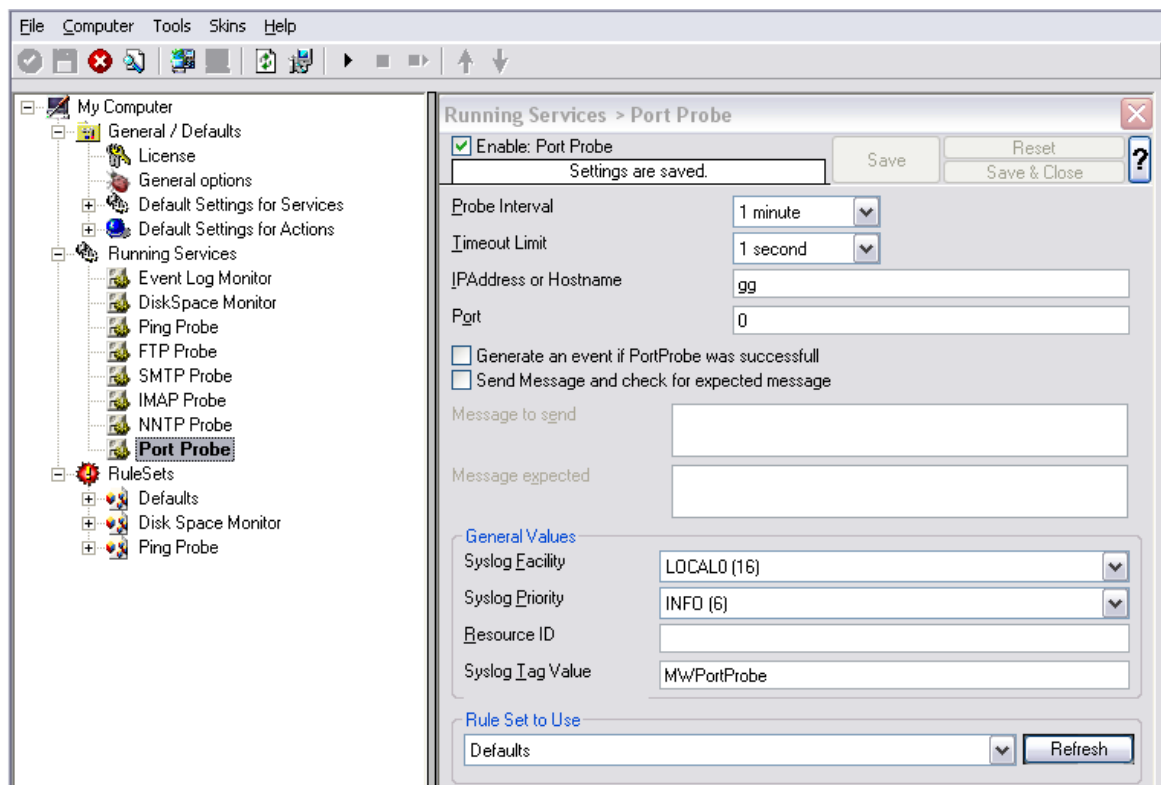 File Computer Tools Skins Help
My Computer
General / Defaults
License
General options
Default Settings for Services
Default Settings for Actions
Running Services
Event Log Monitor
DiskSpace Monitor
Ping Probe
FTP Probe
SMTP Probe
IMAP Probe
NNTP Probe
Port Probe
RuleSets
Defaults
Disk Space Monitor
Ping Probe
Running Services > Port Probe
Enable: Port Probe
Settings are saved.
Save
Reset
Save & Close
?
Probe Interval
1 minute
Timeout Limit
1 second
IPAddress or Hostname
gg
Port
0
Generate an event if PortProbe was successfull
Send Message and check for expected message
Message to send
Message expected
General Values
Syslog Facility
LOCAL0 (16)
Syslog Priority
INFO (6)
Resource ID
Syslog Tag Value
MWPortProbe
Rule Set to Use
Defaults
Refresh